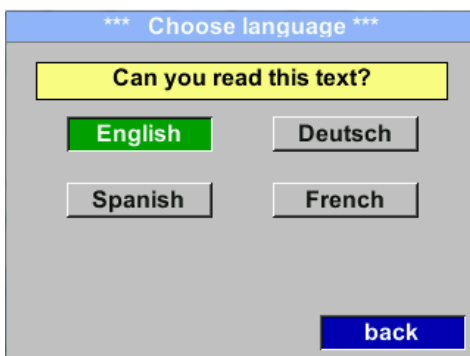 *** Choose language ***
Can you read this text?
English Deutsch
Spanish French
back